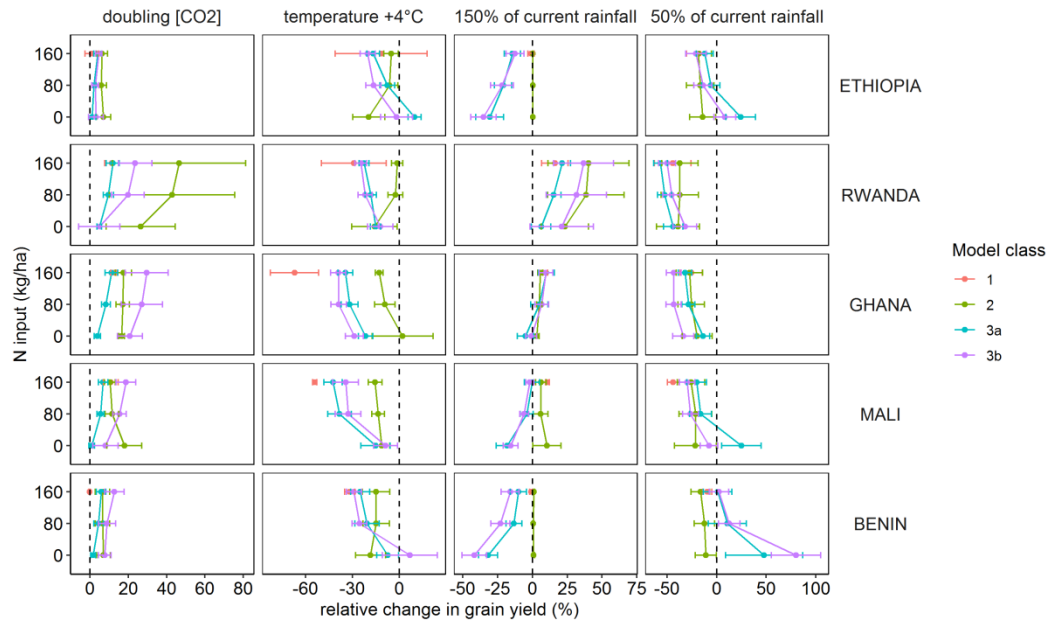 doubling [CO2] temperature +4°C 150% of current rainfall 50% of current rainfall
160
80
0
ETHIOPIA
160
80
0
RWANDA
N input (kg/ha)
160
80
0
GHANA
160
80
0
MALI
160
80
0
BENIN
0 20 40 60 80 -90 -60 -30 0 -50 -25 0 25 50 75 -50 0 50 100
relative change in grain yield (%)
Model class
1
2
3a
3b